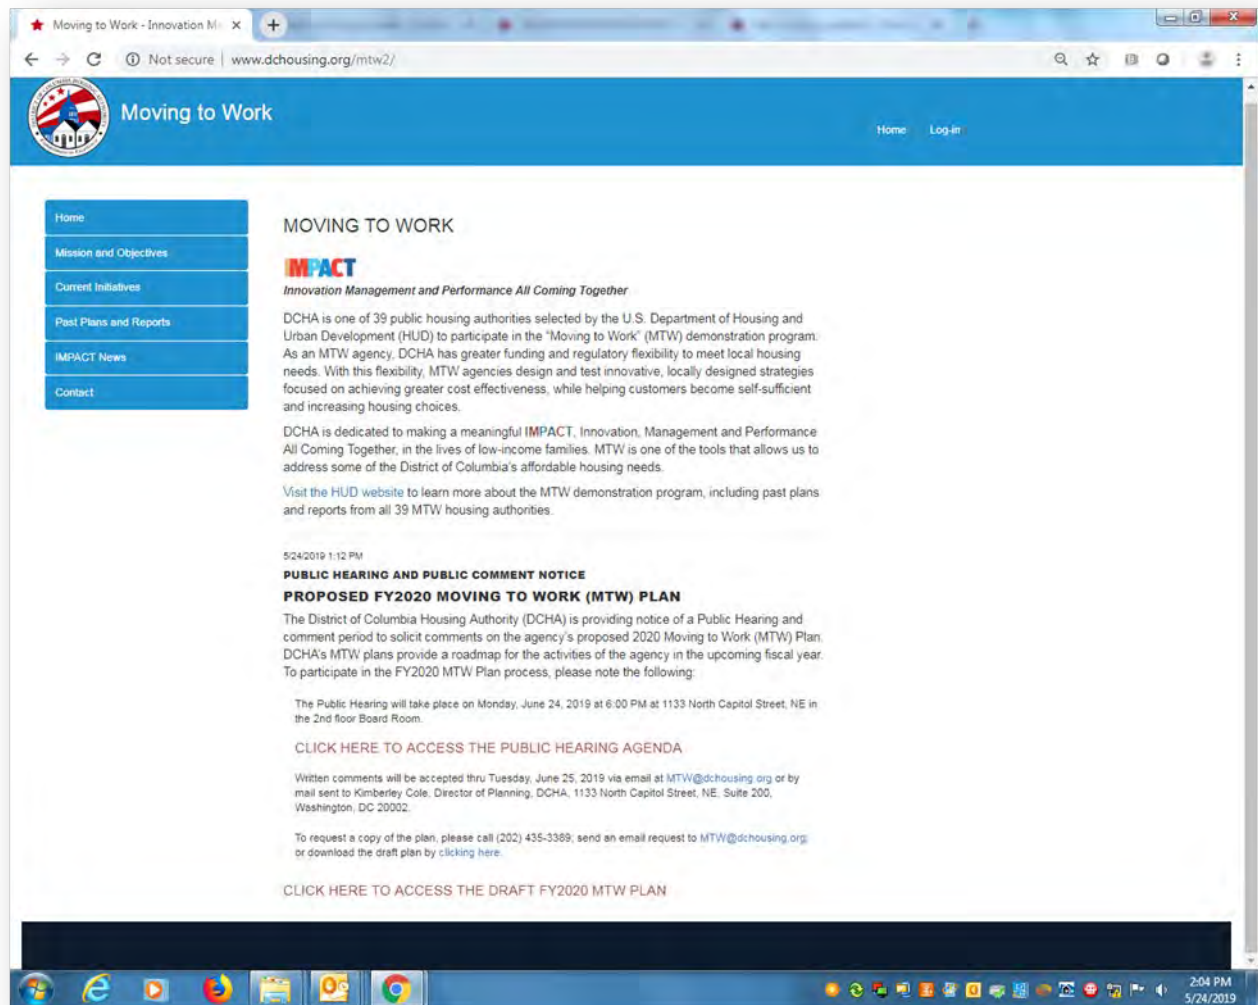 Moving to Work - Innovation M
Not secure | www.dchousing.org/mtw2/
Moving to Work
Home Log-in
Home
Mission and Objectives
Current Initiatives
Past Plans and Reports
IMPACT News
Contact
MOVING TO WORK
IMPACT
Innovation Management and Performance All Coming Together
DCHA is one of 39 public housing authorities selected by the U.S. Department of Housing and
Urban Development (HUD) to participate in the "Moving to Work" (MTW) demonstration program.
As an MTW agency, DCHA has greater funding and regulatory flexibility to meet local housing
needs. With this flexibility, MTW agencies design and test innovative, locally designed strategies
focused on achieving greater cost effectiveness, while helping customers become self-sufficient
and increasing housing choices.
DCHA is dedicated to making a meaningful IMPACT, Innovation, Management and Performance
All Coming Together, in the lives of low-income families. MTW is one of the tools that allows us to
address some of the District of Columbia's affordable housing needs.
Visit the HUD website to learn more about the MTW demonstration program, including past plans
and reports from all 39 MTW housing authorities.
5/24/2019 1:12 PM
PUBLIC HEARING AND PUBLIC COMMENT NOTICE
PROPOSED FY2020 MOVING TO WORK (MTW) PLAN
The District of Columbia Housing Authority (DCHA) is providing notice of a Public Hearing and
comment period to solicit comments on the agency's proposed 2020 Moving to Work (MTW) Plan.
DCHA's MTW plans provide a roadmap for the activities of the agency in the upcoming fiscal year.
To participate in the FY2020 MTW Plan process, please note the following:
The Public Hearing will take place on Monday, June 24, 2019 at 6:00 PM at 1133 North Capitol Street, NE in
the 2nd floor Board Room.
CLICK HERE TO ACCESS THE PUBLIC HEARING AGENDA
Written comments will be accepted thru Tuesday, June 25, 2019 via email at MTW@dchousing.org or by
mail sent to Kimberley Cole, Director of Planning, DCHA, 1133 North Capitol Street, NE, Suite 200,
Washington, DC 20002.
To request a copy of the plan, please call (202) 435-3389; send an email request to MTW@dchousing.org;
or download the draft plan by clicking here.
CLICK HERE TO ACCESS THE DRAFT FY2020 MTW PLAN
2:04 PM
5/24/2019